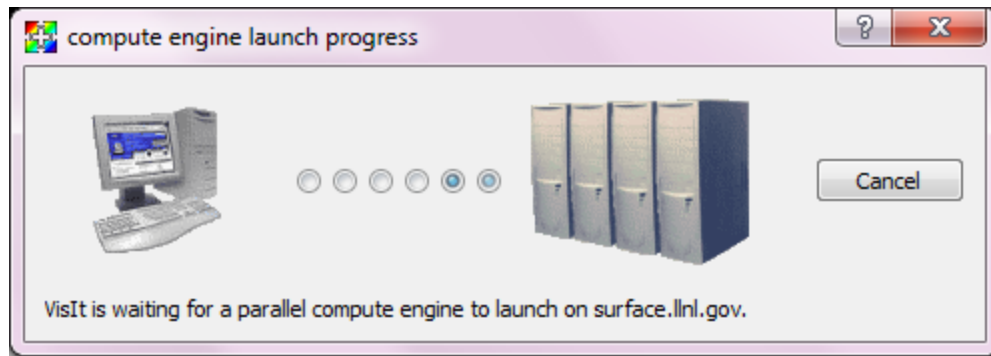 compute engine launch progress
Cancel
VisIt is waiting for a parallel compute engine to launch on surface.llnl.gov.